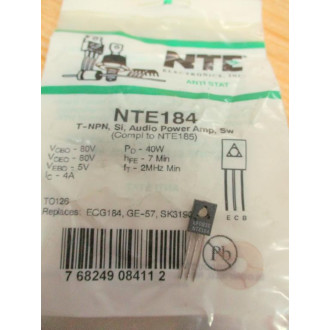 NTE
ELECTRONICS, INC.
ANTI STAT
NTE184
T-NPN, Si, Audio Power Amp, Sw
(Compl to NTE185)
VCBO - 80V PD - 40W
VCEO - 80V hFE - 7 Min
VEBO - 5V fT - 2MHz Min
IC - 4A
E C B
TO126
Replaces: ECG184, GE-57,
Pb
7 68249 08411 2